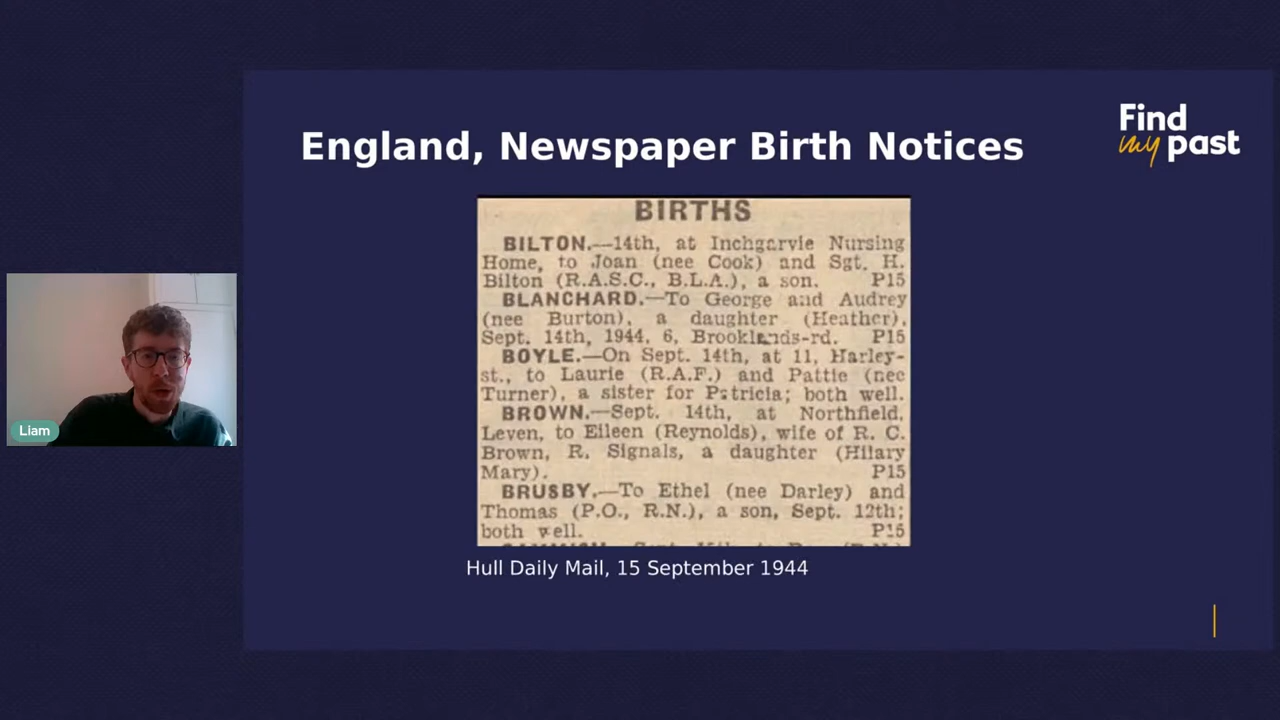 England, Newspaper Birth Notices
Find
my past
BIRTHS
BILTON.—14th, at Inchgarvie Nursing
Home, to Joan (nee Cook) and Sgt. H.
Bilton (R.A.S.C., B.L.A.), a son. P15
BLANCHARD.—To George and Audrey
(nee Burton), a daughter (Heather),
Sept. 14th, 1944, 6, Brooklands-rd. P15
BOYLE.—On Sept. 14th, at 11, Harley-
st., to Laurie (R.A.F.) and Pattie (nee
Turner), a sister for Patricia; both well.
BROWN.—Sept. 14th, at Northfield,
Leven, to Eileen (Reynolds), wife of R. C.
Brown, R. Signals, a daughter (Hilary
Mary). P15
BRUSBY.—To Ethel (nee Darley) and
Thomas (P.O., R.N.), a son, Sept. 12th;
both well. P15
Hull Daily Mail, 15 September 1944
Liam